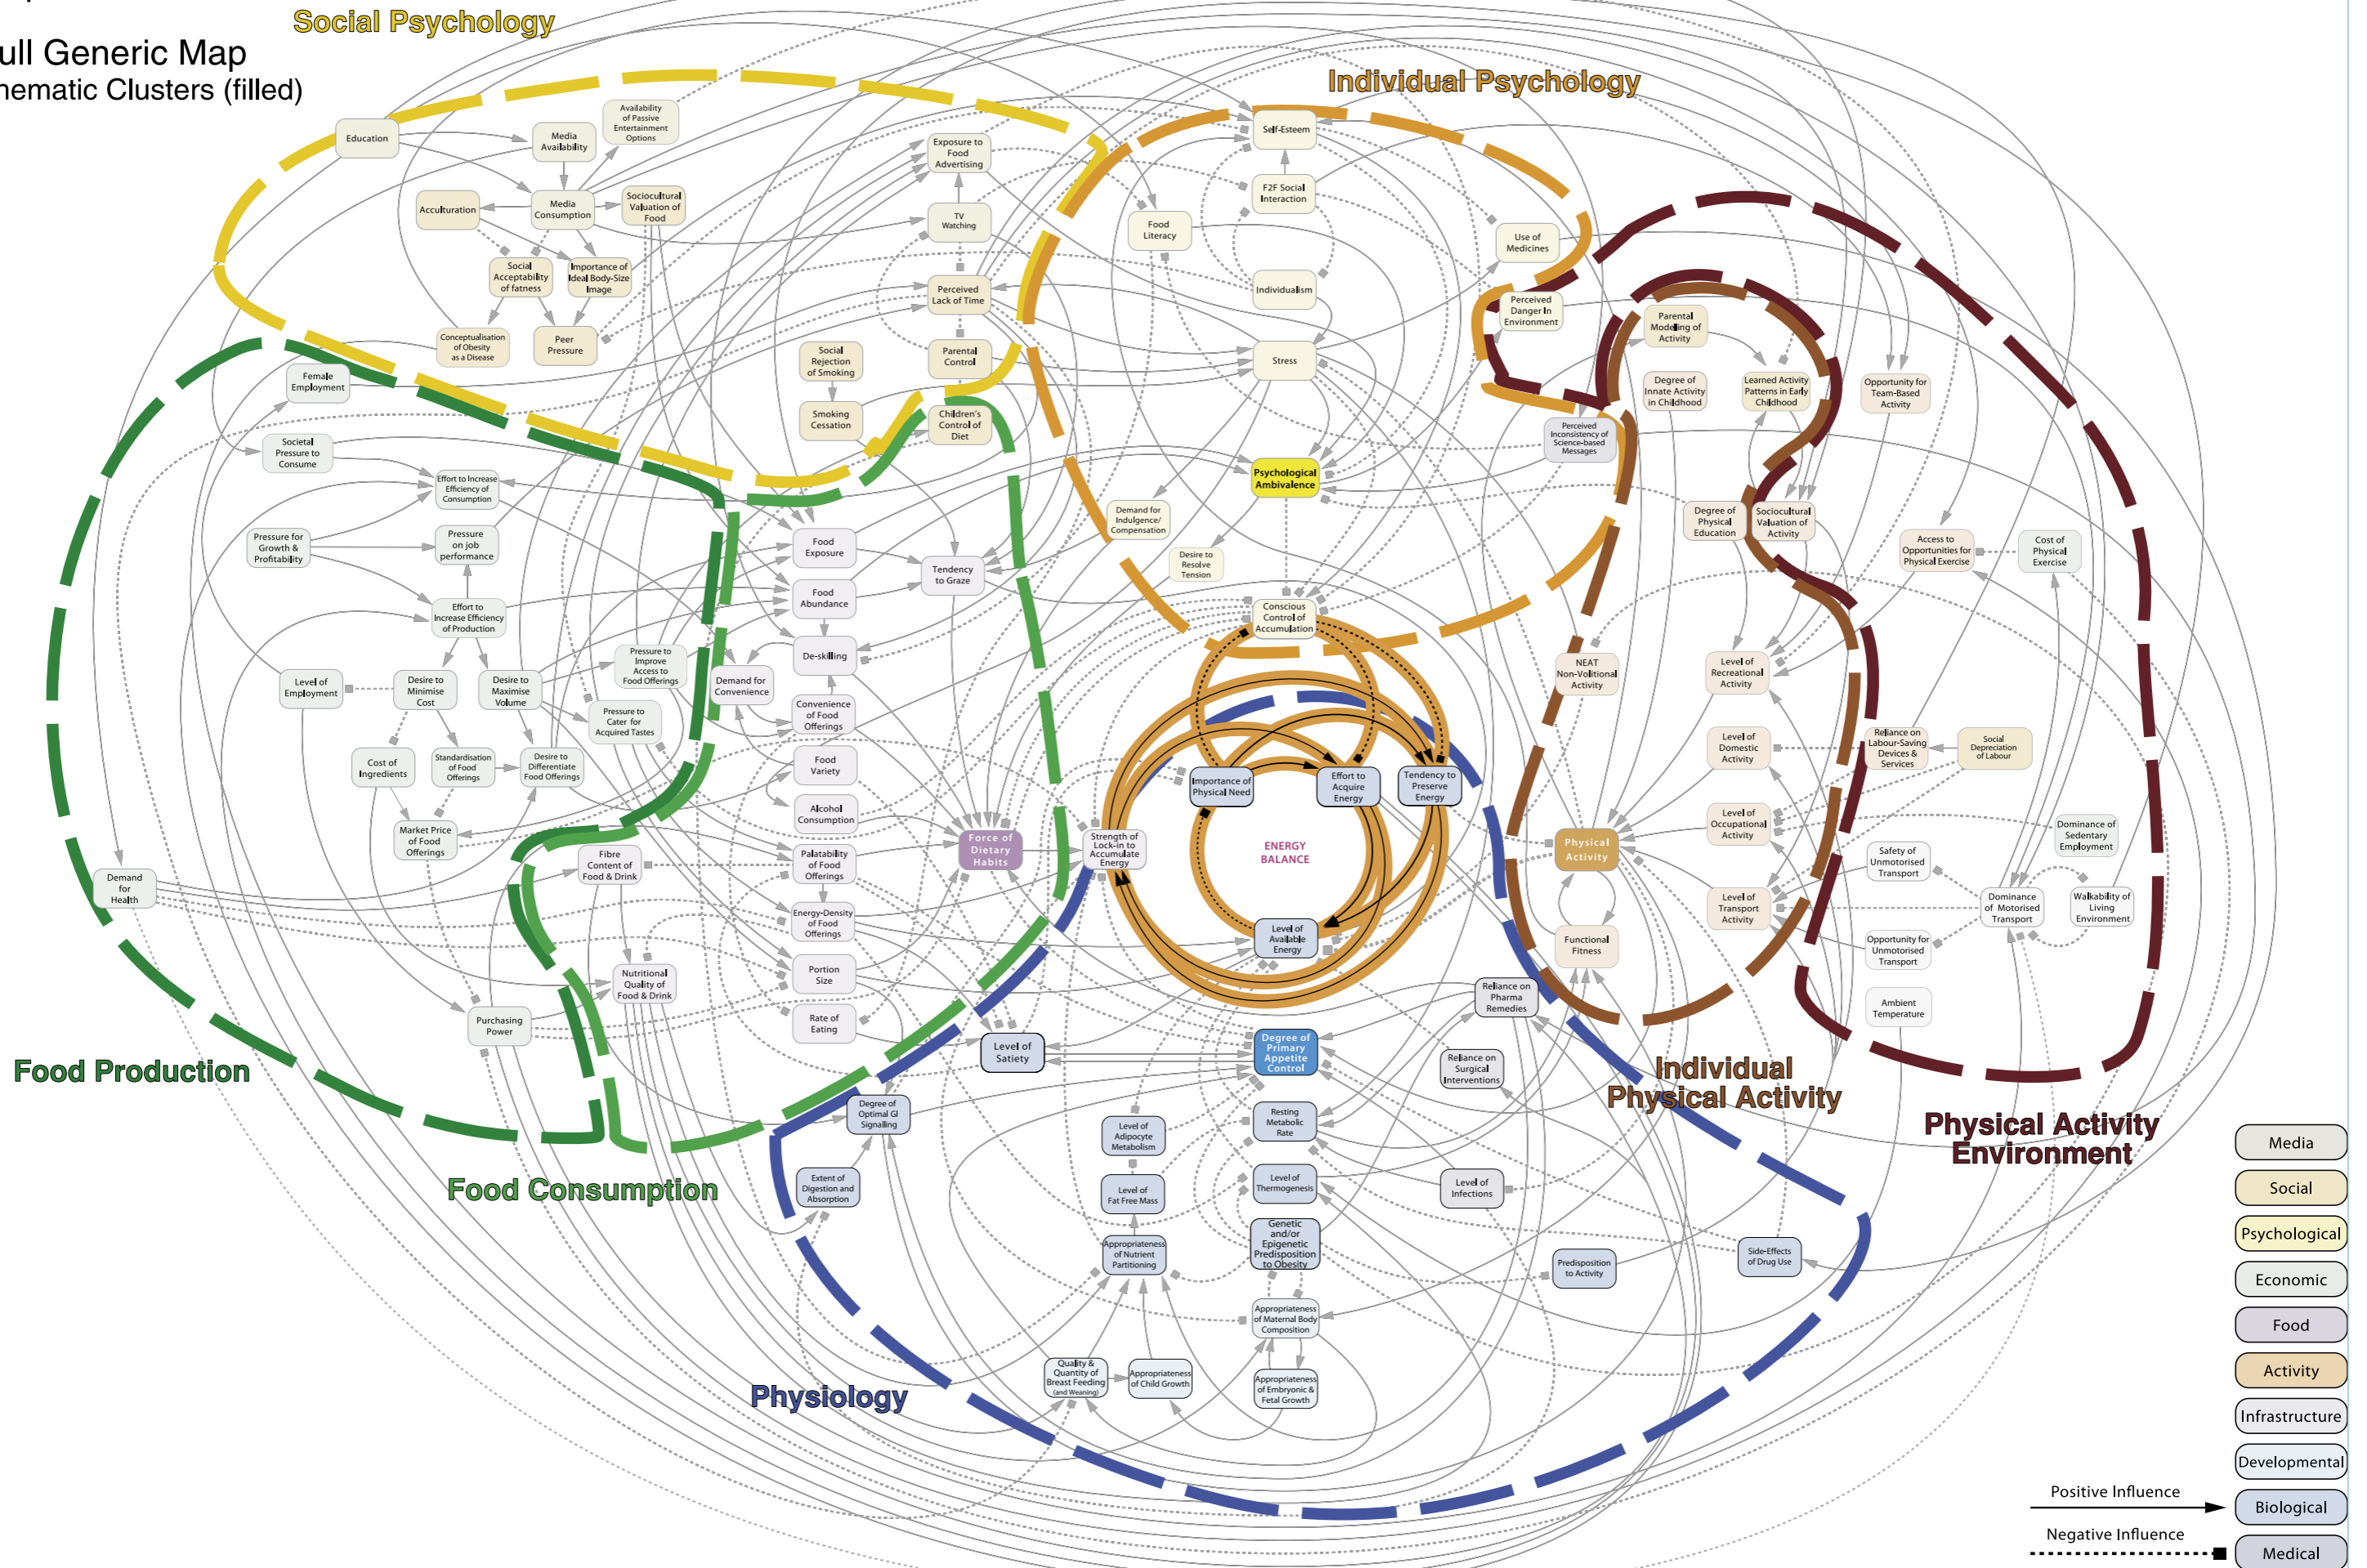 ull Generic Map
hematic Clusters (filled)
Social Psychology
Individual Psychology
Education
Media
Availability
Availability
of Passive
Entertainment
Options
Acculturation
Media
Consumption
Sociocultural
Valuation of
Food
Social
Acceptability
of fatness
Importance of
Ideal Body-Size
Image
Conceptualisation
of Obesity
as a Disease
Peer
Pressure
Exposure to
Food
Advertising
TV
Watching
Perceived
Lack of Time
Parental
Control
Social
Rejection
of Smoking
Smoking
Cessation
Children's
Control of
Diet
Self-Esteem
F2F Social
Interaction
Food
Literacy
Individualism
Stress
Use of
Medicines
Perceived
Danger In
Environment
Perceived
Inconsistency of
Science-based
Messages
Psychological
Ambivalence
Demand for
Indulgence/
Compensation
Desire to
Resolve
Tension
Conscious
Control of
Accumulation
Parental
Modeling of
Activity
Degree of
Innate Activity
in Childhood
Learned Activity
Patterns in Early
Childhood
Opportunity for
Team-Based
Activity
Degree of
Physical
Education
Sociocultural
Valuation of
Activity
Access to
Opportunities for
Physical Exercise
Cost of
Physical
Exercise
Female
Employment
Societal
Pressure to
Consume
Effort to Increase
Efficiency of
Consumption
Pressure for
Growth &
Profitability
Pressure
on job
performance
Effort to
Increase Efficiency
of Production
Level of
Employment
Desire to
Minimise
Cost
Desire to
Maximise
Volume
Pressure to
Improve
Access to
Food Offerings
Pressure to
Cater for
Acquired Tastes
Cost of
Ingredients
Standardisation
of Food
Offerings
Desire to
Differentiate
Food Offerings
Market Price
of Food
Offerings
Demand
for
Health
Purchasing
Power
Food
Exposure
Food
Abundance
Tendency
to Graze
De-skilling
Demand for
Convenience
Convenience
of Food
Offerings
Food
Variety
Alcohol
Consumption
Fibre
Content of
Food & Drink
Palatability
of Food
Offerings
Energy-Density
of Food
Offerings
Nutritional
Quality of
Food & Drink
Portion
Size
Rate of
Eating
Force of
Dietary
Habits
Strength of
Lock-in to
Accumulate
Energy
Importance of
Physical Need
Effort to
Acquire
Energy
Tendency to
Preserve
Energy
ENERGY
BALANCE
Level of
Available
Energy
NEAT
Non-Volitional
Activity
Level of
Recreational
Activity
Level of
Domestic
Activity
Reliance on
Labour-Saving
Devices &
Services
Social
Depreciation
of Labour
Physical
Activity
Level of
Occupational
Activity
Dominance of
Sedentary
Employment
Safety of
Unmotorised
Transport
Level of
Transport
Activity
Dominance
of Motorised
Transport
Walkability of
Living
Environment
Opportunity for
Unmotorised
Transport
Functional
Fitness
Ambient
Temperature
Reliance on
Pharma
Remedies
Level of
Satiety
Degree of
Primary
Appetite
Control
Reliance on
Surgical
Interventions
Degree of
Optimal GI
Signalling
Level of
Adipocyte
Metabolism
Resting
Metabolic
Rate
Extent of
Digestion and
Absorption
Level of
Fat Free Mass
Level of
Thermogenesis
Level of
Infections
Appropriateness
of Nutrient
Partitioning
Genetic
and/or
Epigenetic
Predisposition
to Obesity
Predisposition
to Activity
Side-Effects
of Drug Use
Appropriateness
of Maternal Body
Composition
Quality &
Quantity of
Breast Feeding
(and Weaning)
Appropriateness
of Child Growth
Appropriateness
of Embryonic &
Fetal Growth
Food Production
Food Consumption
Physiology
Individual
Physical Activity
Physical Activity
Environment
Media
Social
Psychological
Economic
Food
Activity
Infrastructure
Developmental
Biological
Medical
Positive Influence
Negative Influence